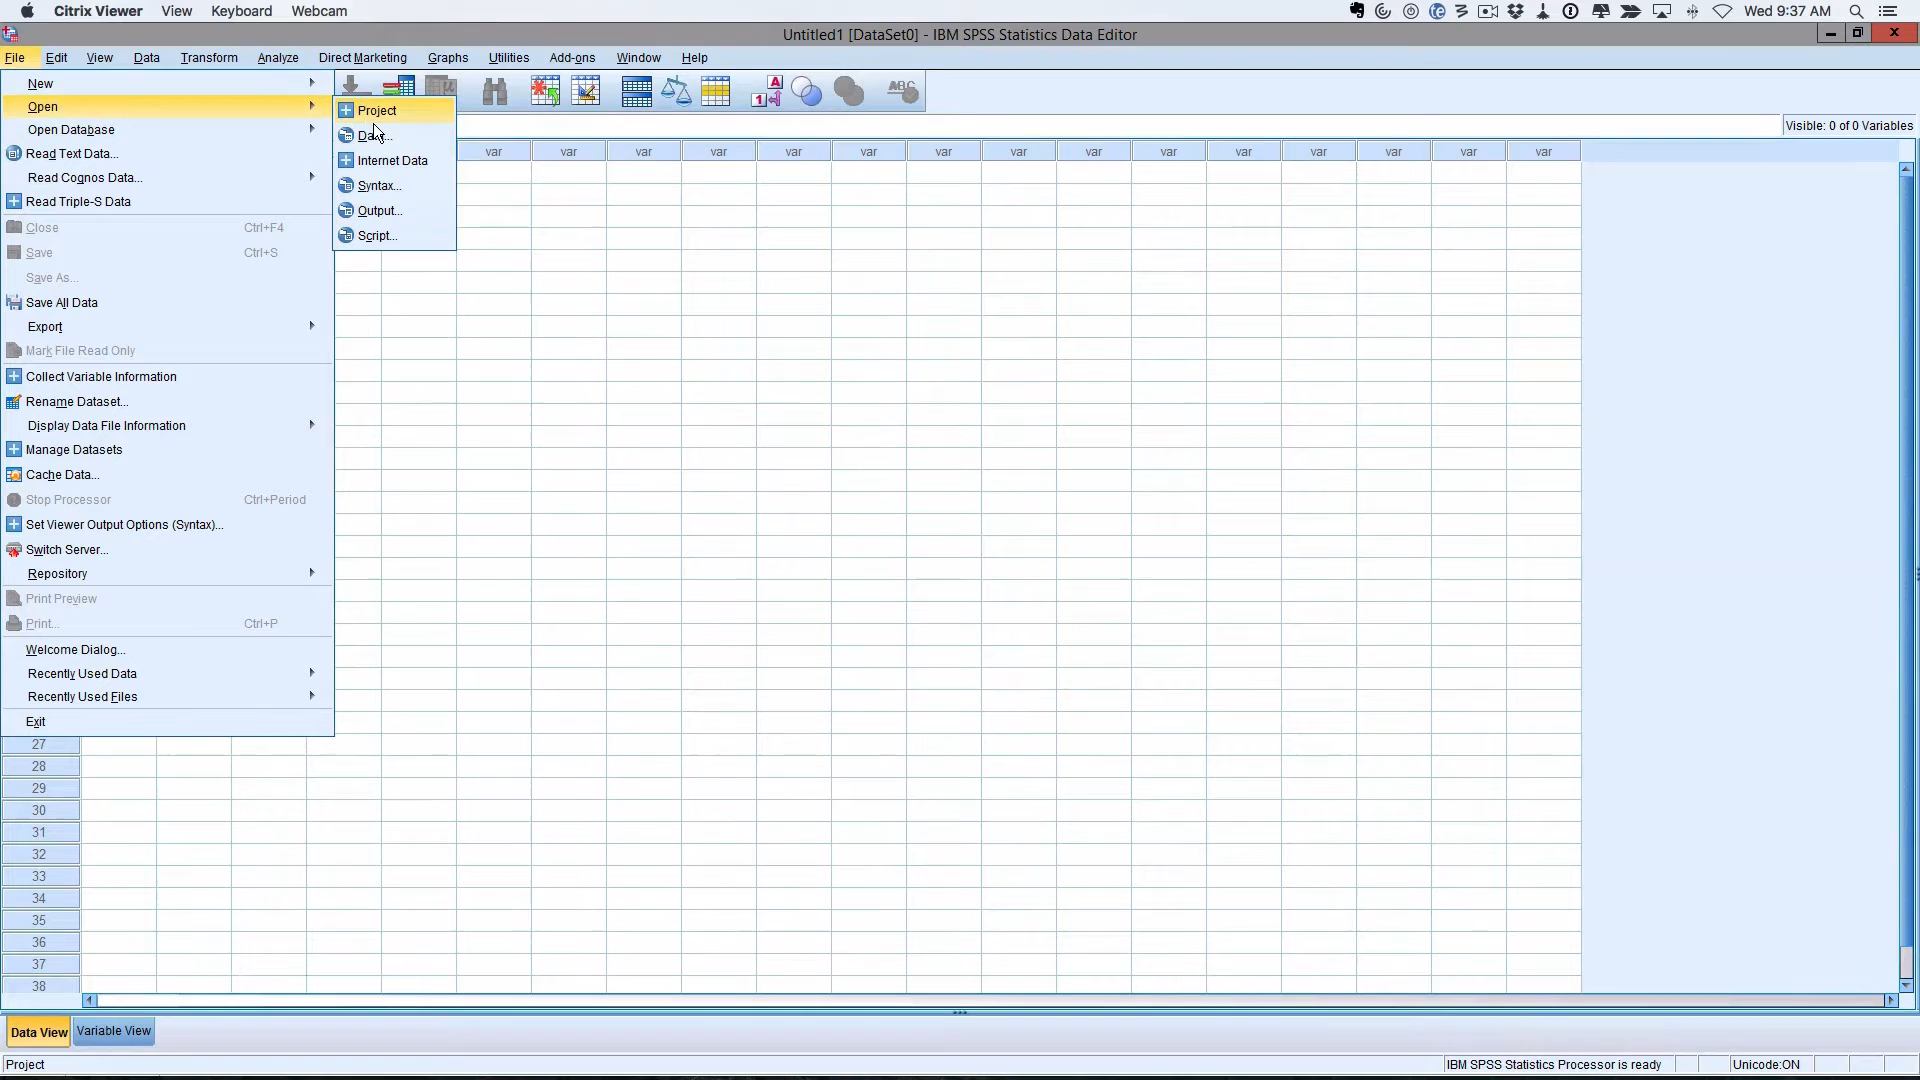 Citrix Viewer View Keyboard Webcam Wed 9:37 AM
Untitled1 [DataSet0] - IBM SPSS Statistics Data Editor
File Edit View Data Transform Analyze Direct Marketing Graphs Utilities Add-ons Window Help
New
Open
Open Database
Read Text Data...
Read Cognos Data...
Read Triple-S Data
Close Ctrl+F4
Save Ctrl+S
Save As...
Save All Data
Export
Mark File Read Only
Collect Variable Information
Rename Dataset...
Display Data File Information
Manage Datasets
Cache Data...
Stop Processor Ctrl+Period
Set Viewer Output Options (Syntax)...
Switch Server...
Repository
Print Preview
Print... Ctrl+P
Welcome Dialog...
Recently Used Data
Recently Used Files
Exit
Project
Internet Data
Syntax...
Output...
Script...
1 A
ABC
Visible: 0 of 0 Variables
var var var var var var var var var var var var var var var
27
28
29
30
31
32
33
34
35
36
37
38
Data View Variable View
Project IBM SPSS Statistics Processor is ready Unicode:ON